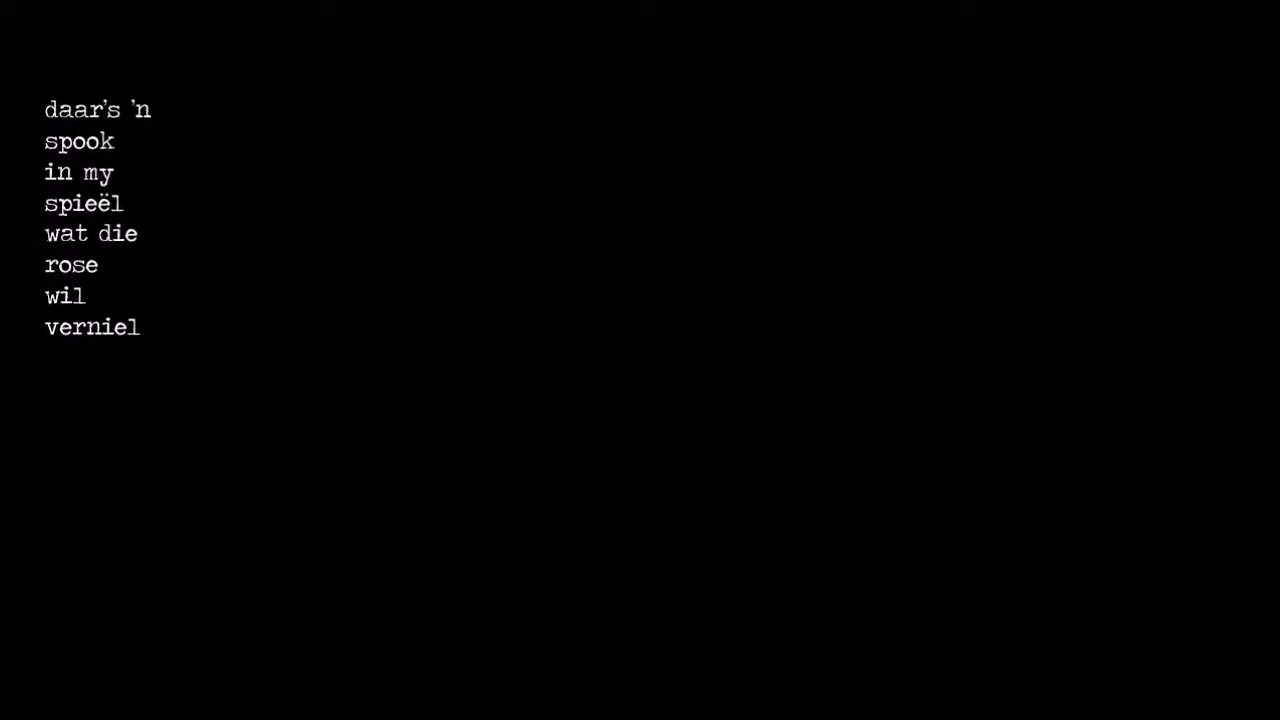 daar's 'n
spook
in my
spieël
wat die
rose
wil
verniel